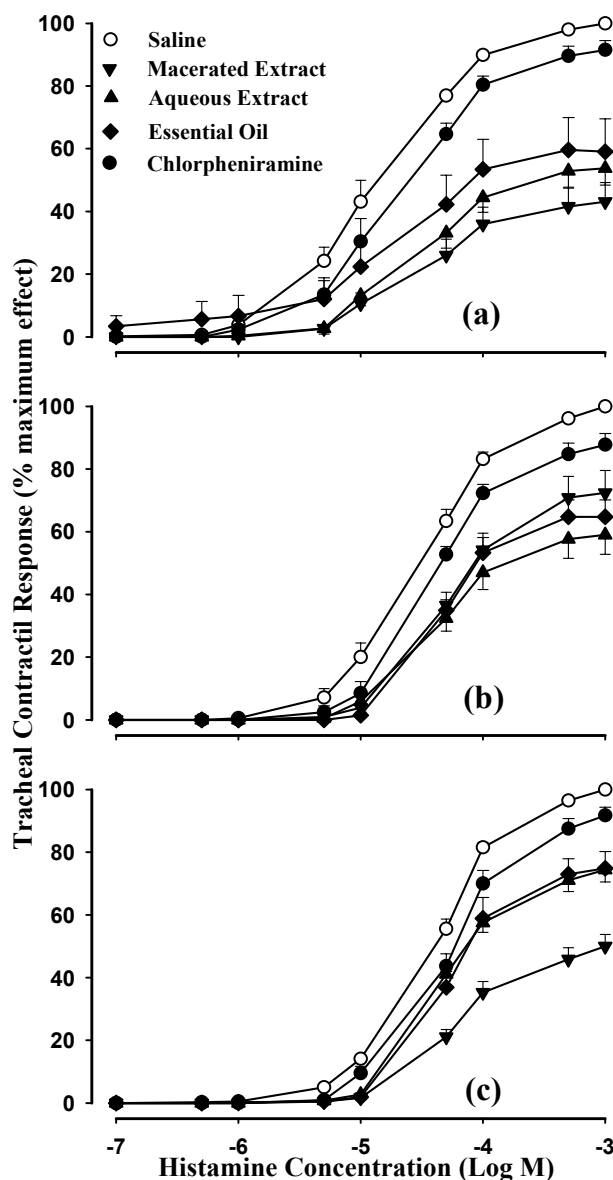 Tracheal Contractil Response (% maximum effect)
100
80
60
40
20
0
Saline
Macerated Extract
Aqueous Extract
Essential Oil
Chlorpheniramine
(a)
100
80
60
40
20
0
(b)
100
80
60
40
20
0
(c)
-7 -6 -5 -4 -3
Histamine Concentration (Log M)